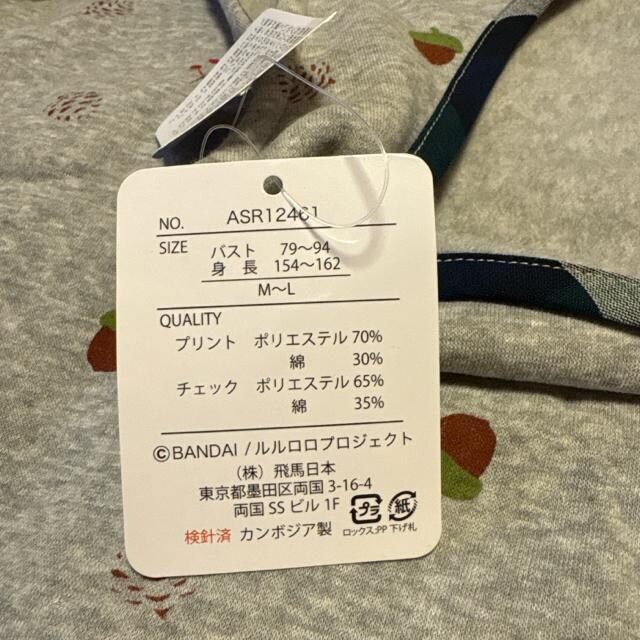 NO. ASR12461
SIZE バスト 79〜94
身長 154〜162
M〜L
QUALITY
プリント ポリエステル 70%
綿 30%
チェック ポリエステル 65%
綿 35%
©BANDAI / ルルロロプロジェクト
(株) 飛馬日本
東京都墨田区両国 3-16-4
両国 SS ビル 1F
検針済 カンボジア製
プラ 紙
ロックス:PP 下げ札